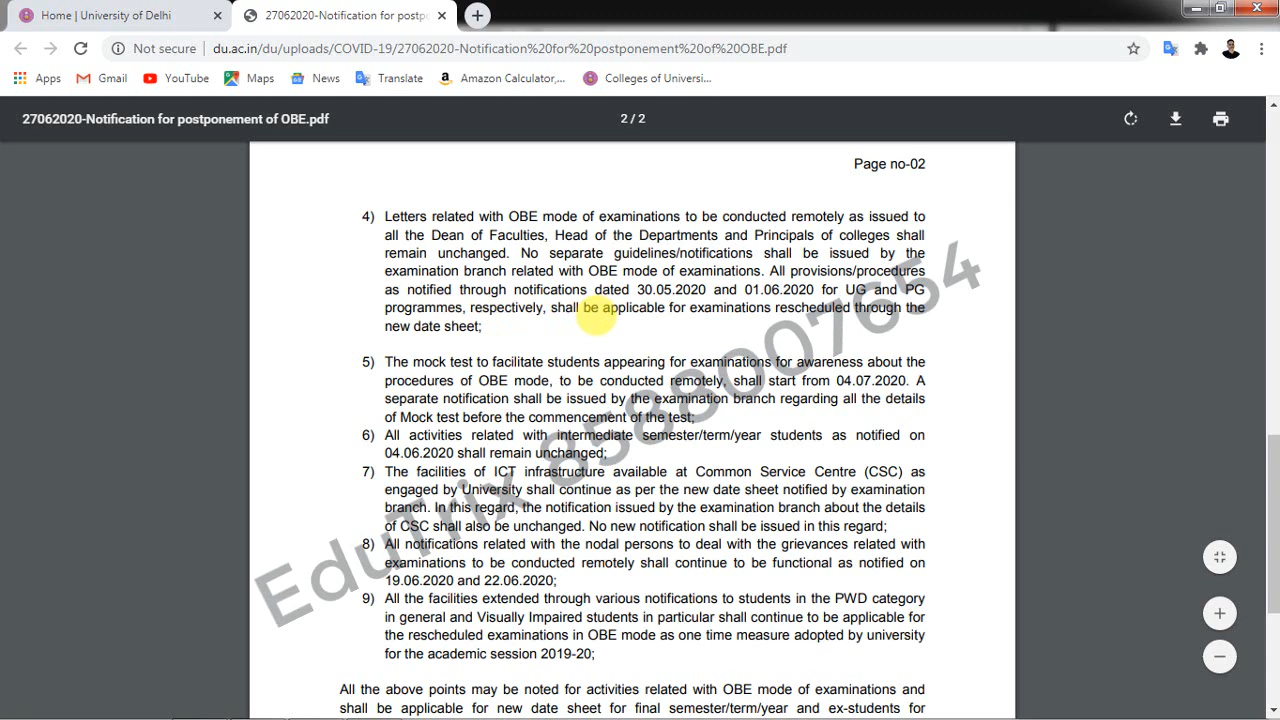 Home | University of Delhi
27062020-Notification for postpo
Not secure
du.ac.in/du/uploads/COVID-19/27062020-Notification%20for%20postponement%20of%20OBE.pdf
Apps
Gmail
YouTube
Maps
News
Translate
Amazon Calculator,...
Colleges of Universi...
27062020-Notification for postponement of OBE.pdf
2 / 2
Page no-02
4) Letters related with OBE mode of examinations to be conducted remotely as issued to
all the Dean of Faculties, Head of the Departments and Principals of colleges shall
remain unchanged. No separate guidelines/notifications shall be issued by the
examination branch related with OBE mode of examinations. All provisions/procedures
as notified through notifications dated 30.05.2020 and 01.06.2020 for UG and PG
programmes, respectively, shall be applicable for examinations rescheduled through the
new date sheet;
5) The mock test to facilitate students appearing for examinations for awareness about the
procedures of OBE mode, to be conducted remotely, shall start from 04.07.2020. A
separate notification shall be issued by the examination branch regarding all the details
of Mock test before the commencement of the test;
6) All activities related with intermediate semester/term/year students as notified on
04.06.2020 shall remain unchanged;
7) The facilities of ICT infrastructure available at Common Service Centre (CSC) as
engaged by University shall continue as per the new date sheet notified by examination
branch. In this regard, the notification issued by the examination branch about the details
of CSC shall also be unchanged. No new notification shall be issued in this regard;
8) All notifications related with the nodal persons to deal with the grievances related with
examinations to be conducted remotely shall continue to be functional as notified on
19.06.2020 and 22.06.2020;
9) All the facilities extended through various notifications to students in the PWD category
in general and Visually Impaired students in particular shall continue to be applicable for
the rescheduled examinations in OBE mode as one time measure adopted by university
for the academic session 2019-20;
All the above points may be noted for activities related with OBE mode of examinations and
shall be applicable for new date sheet for final semester/term/year and ex-students for
EduTrix 8588007654